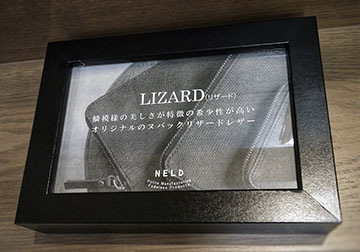 LIZARD(リザード)
鱗模様の美しさが特徴の希少性が高い
オリジナルのヌバックリザードレザー
NELD